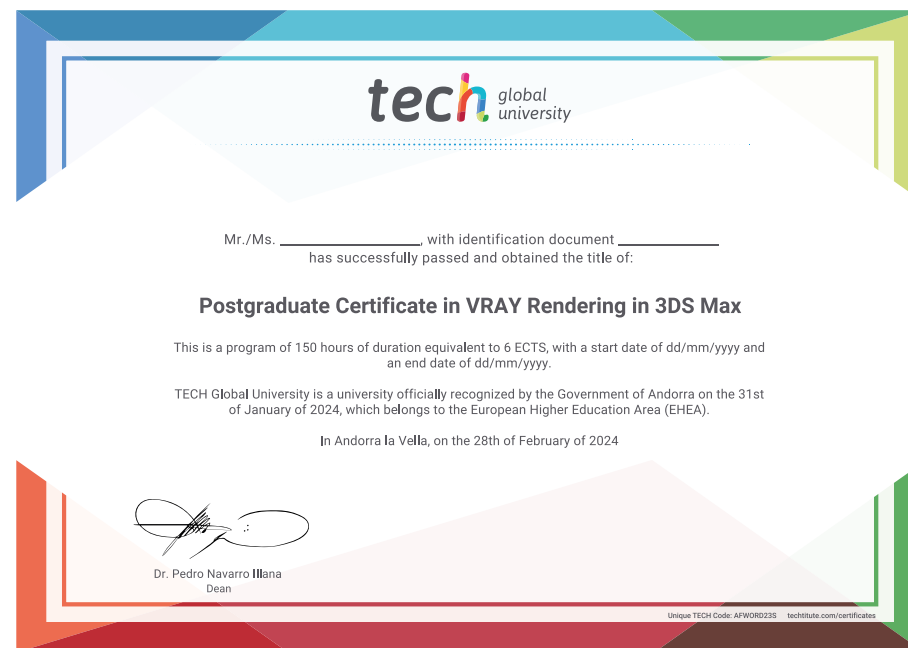 tech global
university
Mr./Ms. ____________, with identification document ____________
has successfully passed and obtained the title of:
Postgraduate Certificate in VRAY Rendering in 3DS Max
This is a program of 150 hours of duration equivalent to 6 ECTS, with a start date of dd/mm/yyyy and
an end date of dd/mm/yyyy.
TECH Global University is a university officially recognized by the Government of Andorra on the 31st
of January of 2024, which belongs to the European Higher Education Area (EHEA).
In Andorra la Vella, on the 28th of February of 2024
Dr. Pedro Navarro Illana
Dean
Unique TECH Code: AFWORD23S techtitute.com/certificates